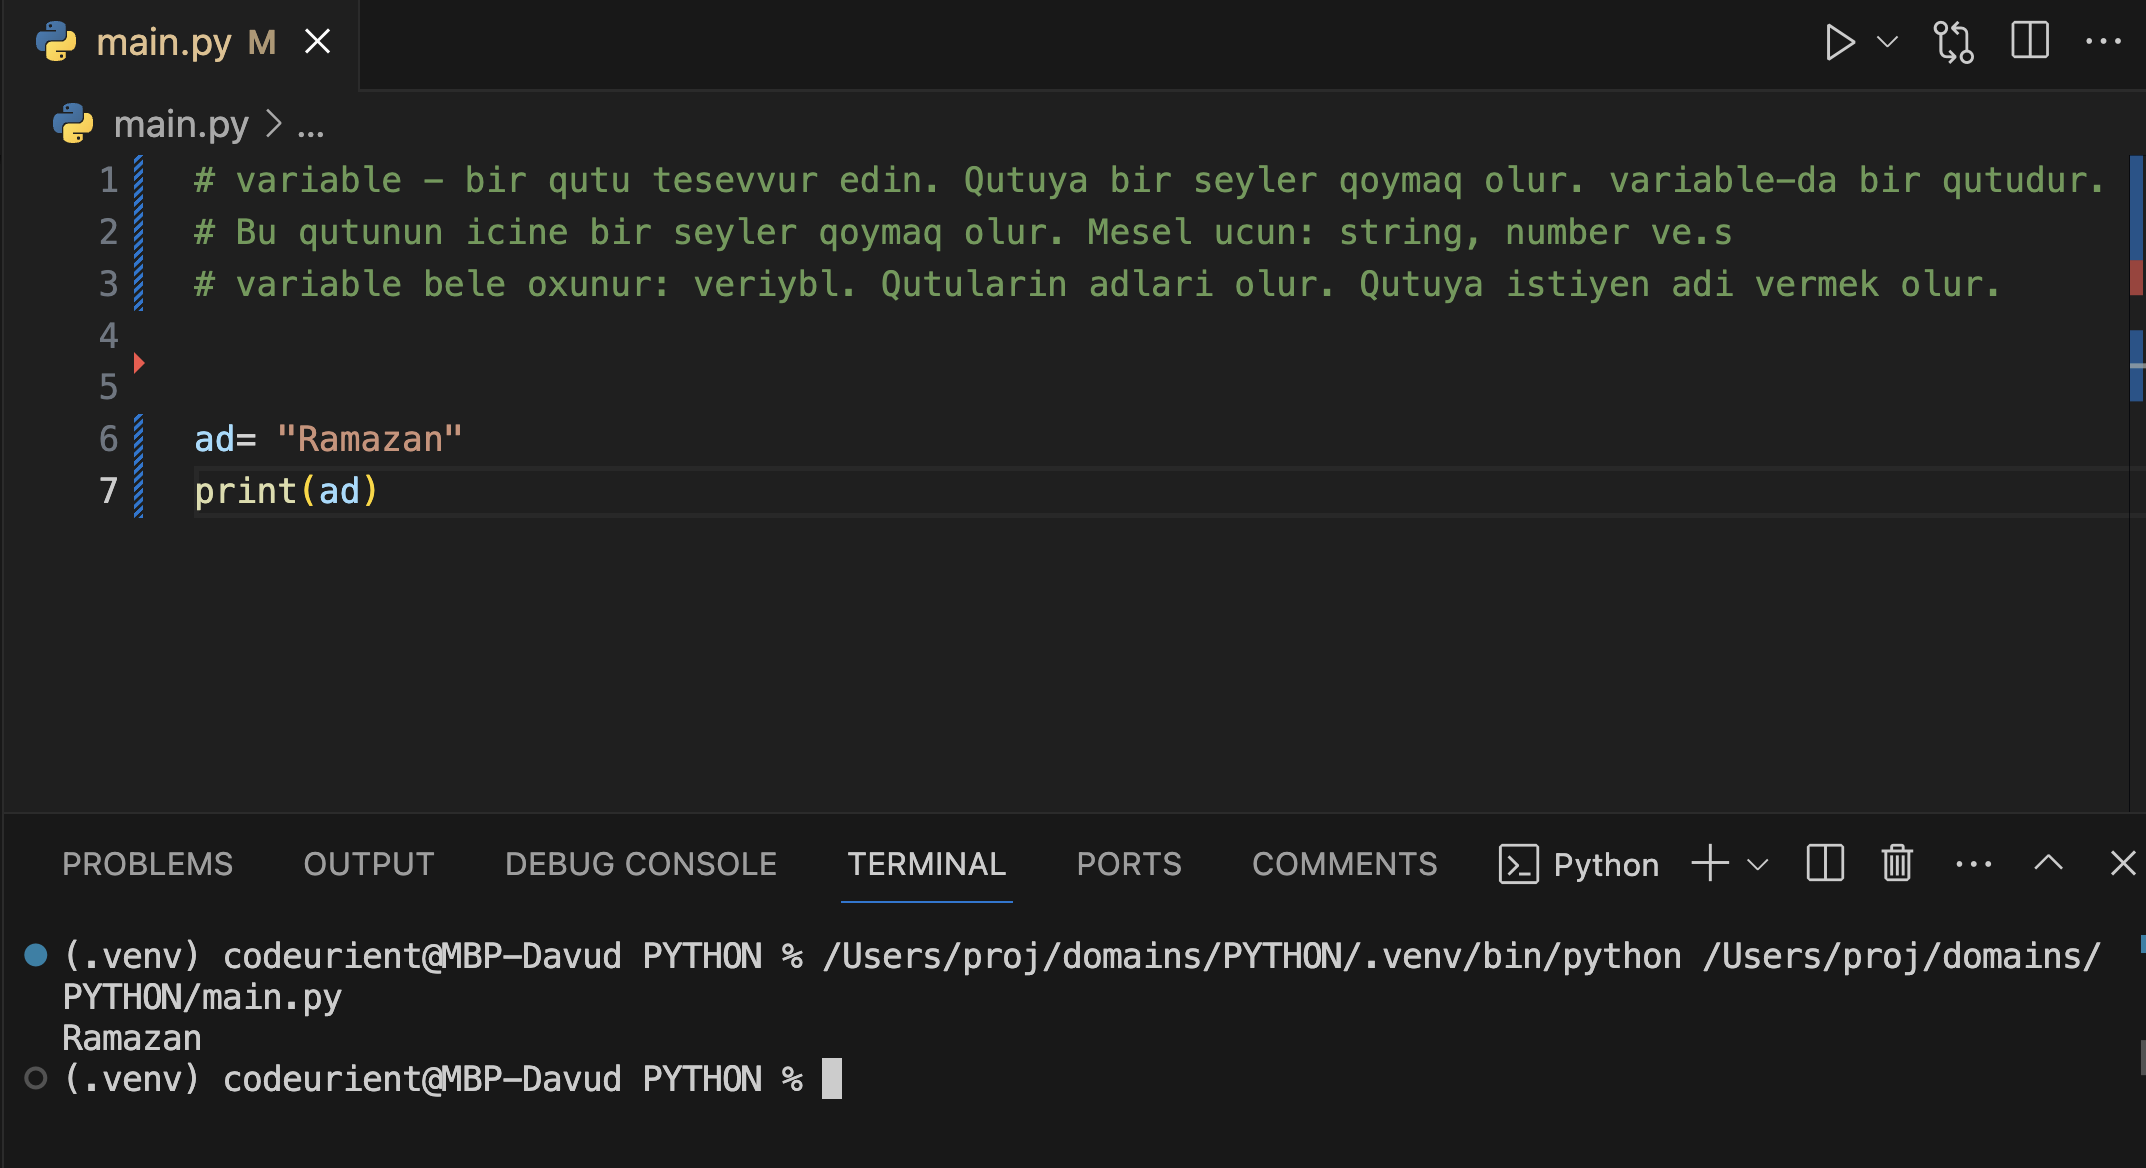 main.py M
main.py > ...
1 # variable - bir qutu tesevvur edin. Qutuya bir seyler qoymaq olur. variable-da bir qutudur.
2 # Bu qutunun icine bir seyler qoymaq olur. Mesel ucun: string, number ve.s
3 # variable bele oxunur: veriybl. Qutularin adlari olur. Qutuya istiyen adi vermek olur.
4
5
6 ad= "Ramazan"
7 print(ad)
PROBLEMS OUTPUT DEBUG CONSOLE TERMINAL PORTS COMMENTS Python
(.venv) codeurient@MBP-Davud PYTHON % /Users/proj/domains/PYTHON/.venv/bin/python /Users/proj/domains/
PYTHON/main.py
Ramazan
(.venv) codeurient@MBP-Davud PYTHON %